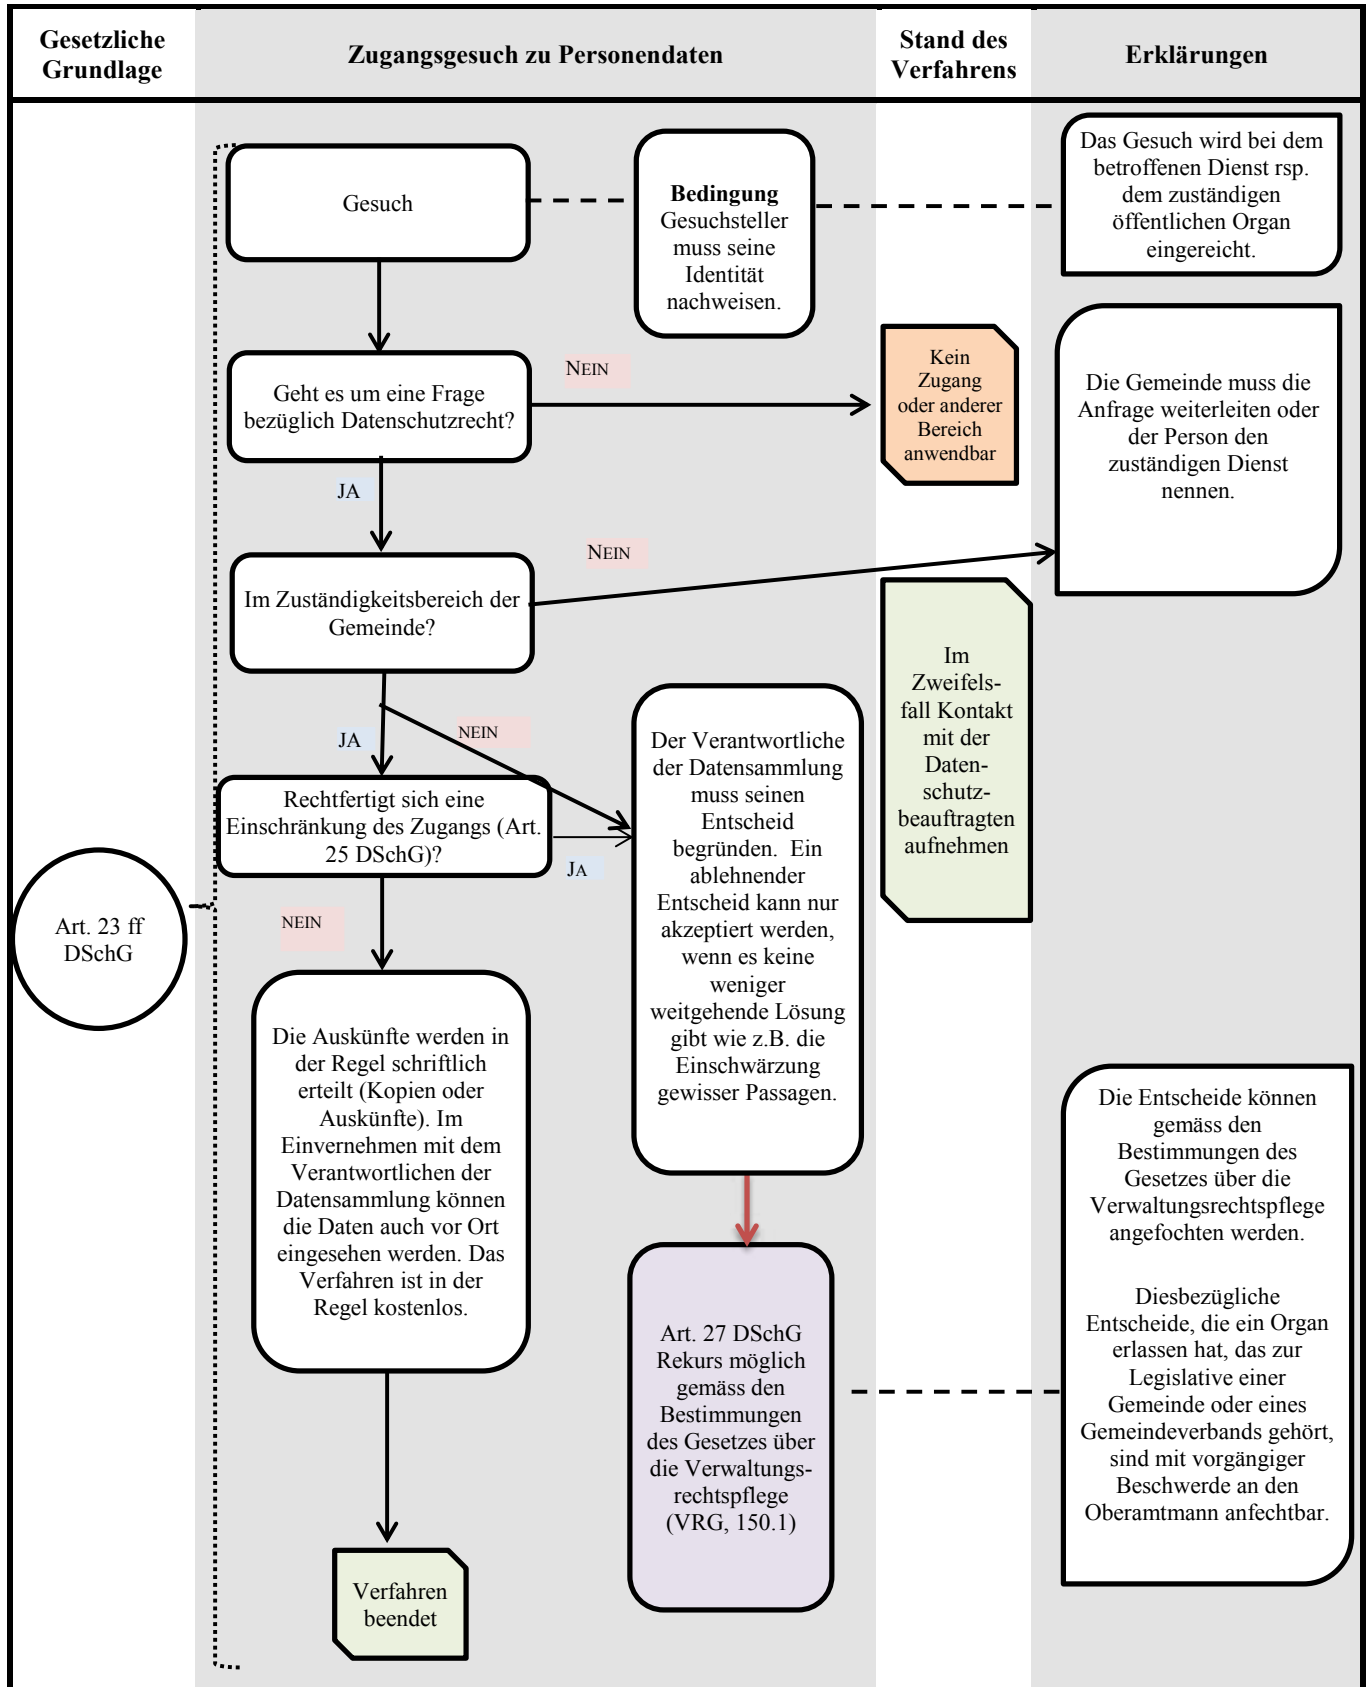 Gesetzliche
Grundlage
Zugangsgesuch zu Personendaten
Stand des
Verfahrens
Erklärungen
Gesuch
Bedingung
Gesuchsteller
muss seine
Identität
nachweisen.
Das Gesuch wird bei dem
betroffenen Dienst rsp.
dem zuständigen
öffentlichen Organ
eingereicht.
Geht es um eine Frage
bezüglich Datenschutzrecht?
NEIN
Kein
Zugang
oder anderer
Bereich
anwendbar
Die Gemeinde muss die
Anfrage weiterleiten oder
der Person den
zuständigen Dienst
nennen.
JA
Im Zuständigkeitsbereich der
Gemeinde?
NEIN
Im
Zweifels-
fall Kontakt
mit der
Daten-
schutz-
beauftragten
aufnehmen
JA
NEIN
Rechtfertigt sich eine
Einschränkung des Zugangs (Art.
25 DSchG)?
JA
Der Verantwortliche
der Datensammlung
muss seinen
Entscheid
begründen.  Ein
ablehnender
Entscheid kann nur
akzeptiert werden,
wenn es keine
weniger
weitgehende Lösung
gibt wie z.B. die
Einschwärzung
gewisser Passagen.
Art. 23 ff
DSchG
NEIN
Die Auskünfte werden in
der Regel schriftlich
erteilt (Kopien oder
Auskünfte). Im
Einvernehmen mit dem
Verantwortlichen der
Datensammlung können
die Daten auch vor Ort
eingesehen werden. Das
Verfahren ist in der
Regel kostenlos.
Art. 27 DSchG
Rekurs möglich
gemäss den
Bestimmungen
des Gesetzes über
die Verwaltungs-
rechtspflege
(VRG, 150.1)
Die Entscheide können
gemäss den
Bestimmungen des
Gesetzes über die
Verwaltungsrechtspflege
angefochten werden.
Diesbezügliche
Entscheide, die ein Organ
erlassen hat, das zur
Legislative einer
Gemeinde oder eines
Gemeindeverbands gehört,
sind mit vorgängiger
Beschwerde an den
Oberamtmann anfechtbar.
Verfahren
beendet